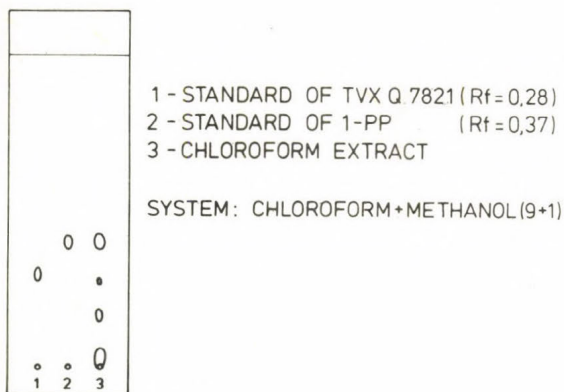 1 - STANDARD OF TVX Q 7821 (Rf = 0,28)
2 - STANDARD OF 1-PP (Rf = 0,37)
3 - CHLOROFORM EXTRACT
SYSTEM: CHLOROFORM+METHANOL (9+1)
1 2 3